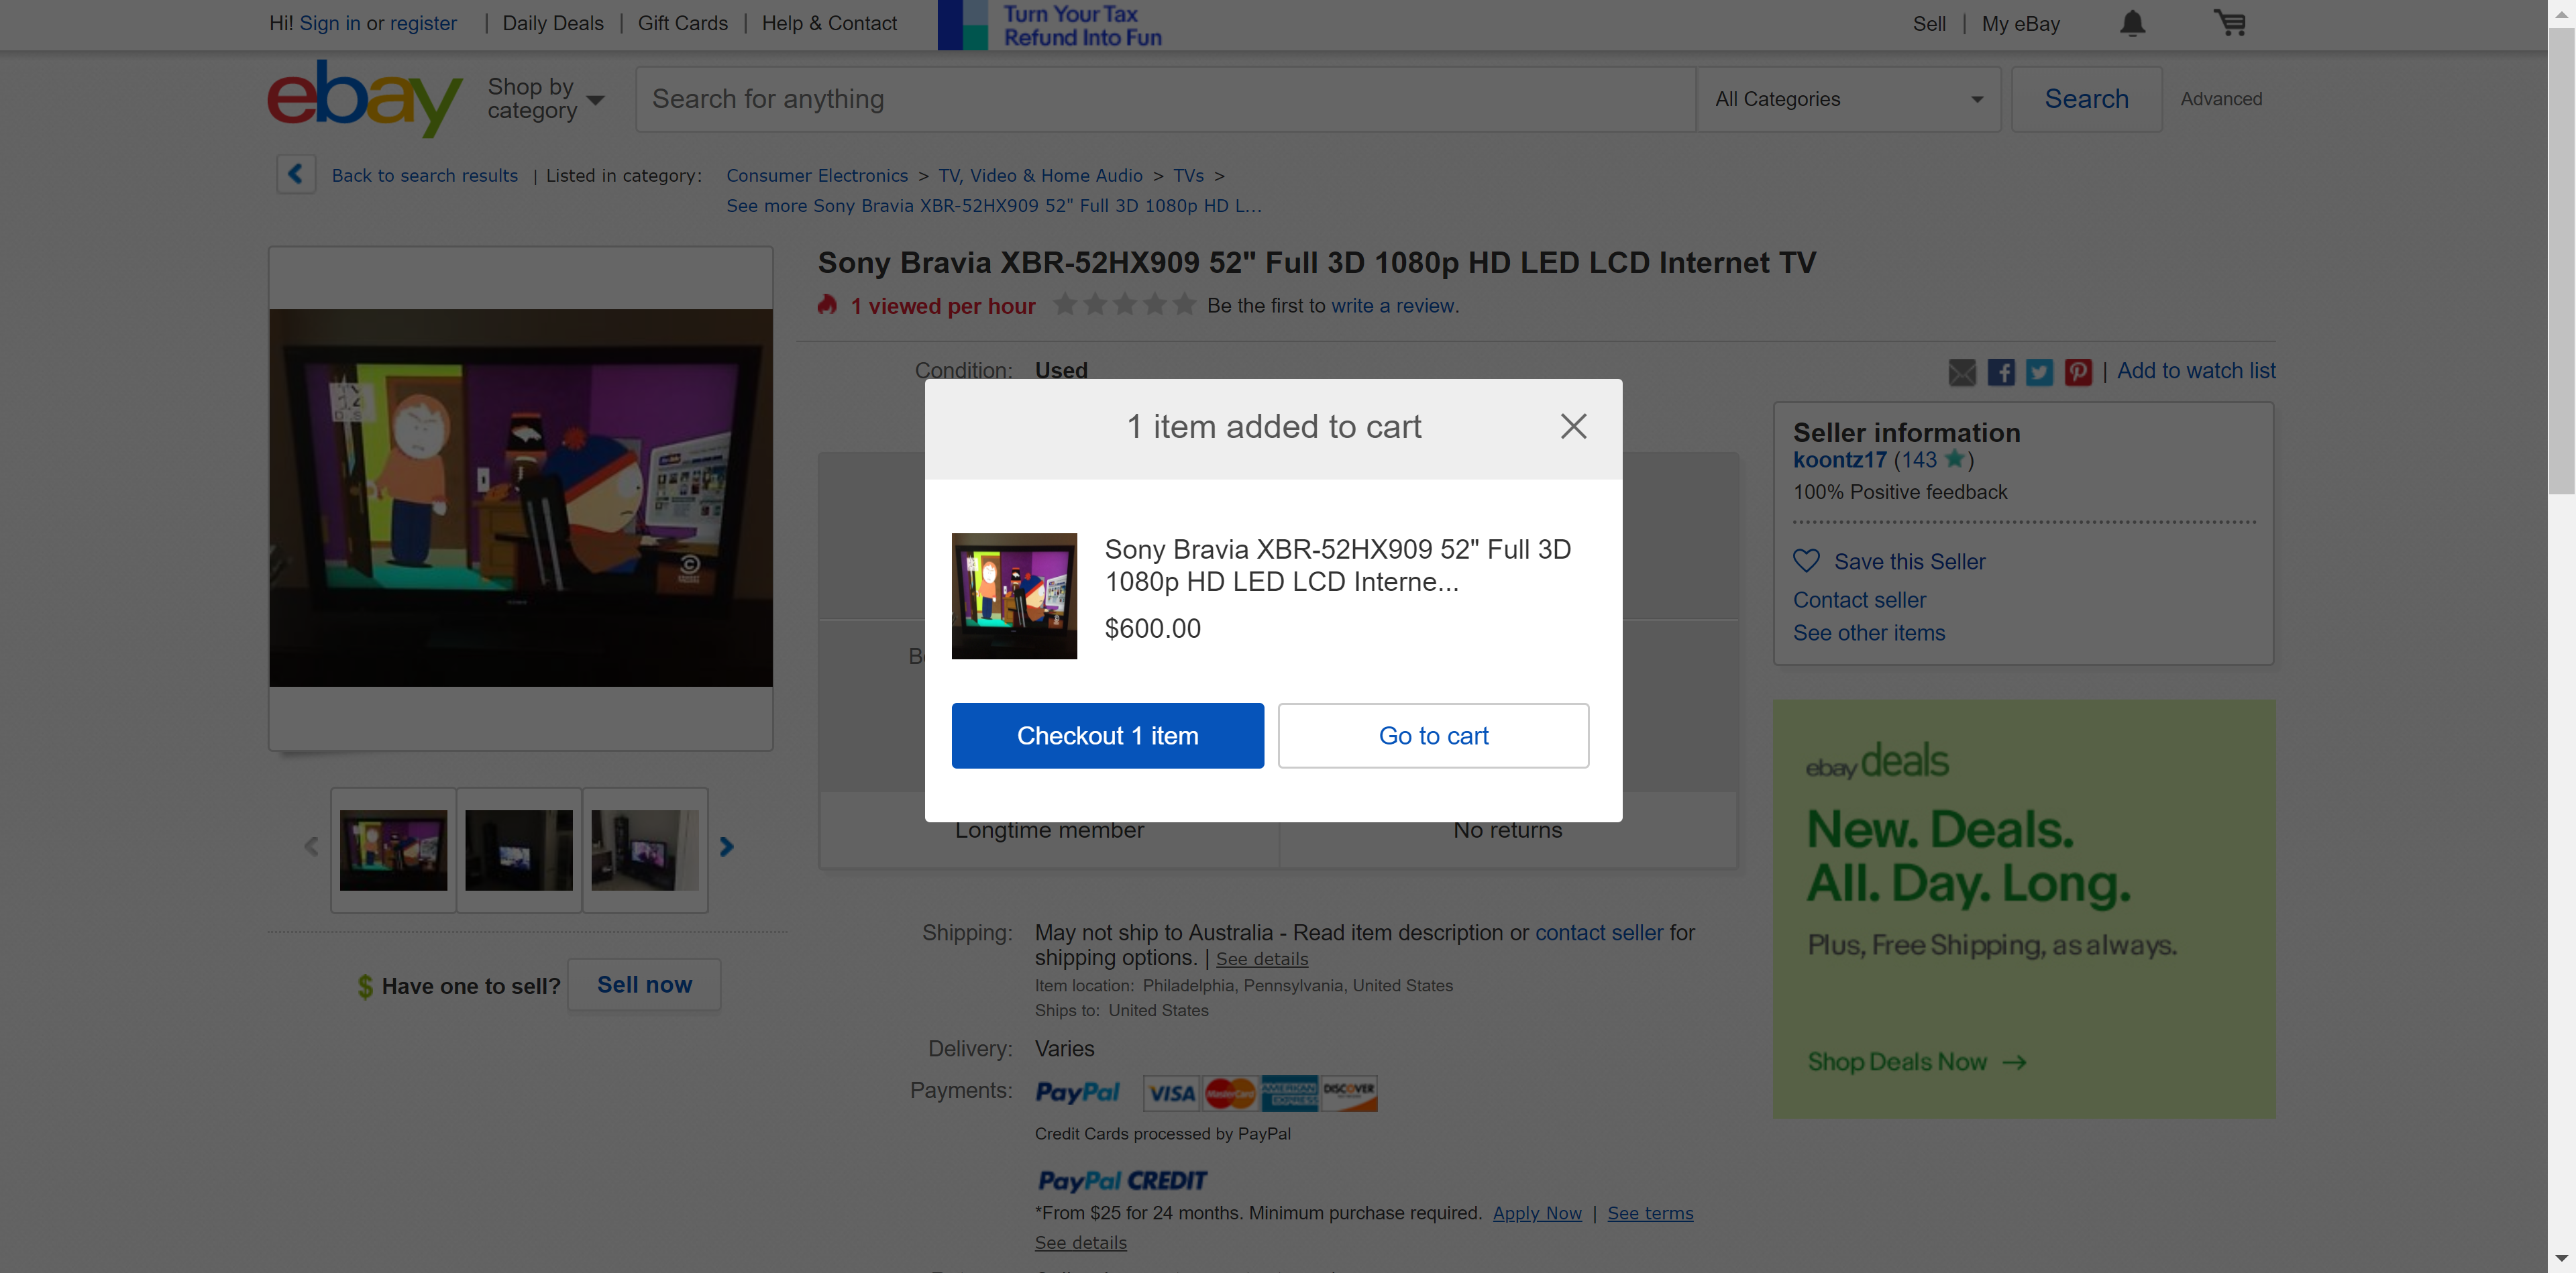 Hi! Sign in or register | Daily Deals | Gift Cards | Help & Contact
Turn Your Tax
Refund Into Fun
Sell | My eBay
ebay
Shop by
category
Search for anything
All Categories
Search
Advanced
Back to search results | Listed in category:
Consumer Electronics > TV, Video & Home Audio > TVs >
See more Sony Bravia XBR-52HX909 52" Full 3D 1080p HD L...
Sony Bravia XBR-52HX909 52" Full 3D 1080p HD LED LCD Internet TV
1 viewed per hour
Be the first to write a review.
Condition: Used
| Add to watch list
1 item added to cart
Sony Bravia XBR-52HX909 52" Full 3D
1080p HD LED LCD Interne...
$600.00
Checkout 1 item
Go to cart
Longtime member
No returns
Seller information
koontz17 (143)
100% Positive feedback
Save this Seller
Contact seller
See other items
ebay deals
New. Deals.
All. Day. Long.
Plus, Free Shipping, as always.
Shop Deals Now →
$ Have one to sell? Sell now
Shipping: May not ship to Australia - Read item description or contact seller for
shipping options. | See details
Item location: Philadelphia, Pennsylvania, United States
Ships to: United States
Delivery: Varies
Payments: PayPal VISA MasterCard AMERICAN EXPRESS DISCOVER
Credit Cards processed by PayPal
PayPal CREDIT
*From $25 for 24 months. Minimum purchase required. Apply Now | See terms
See details